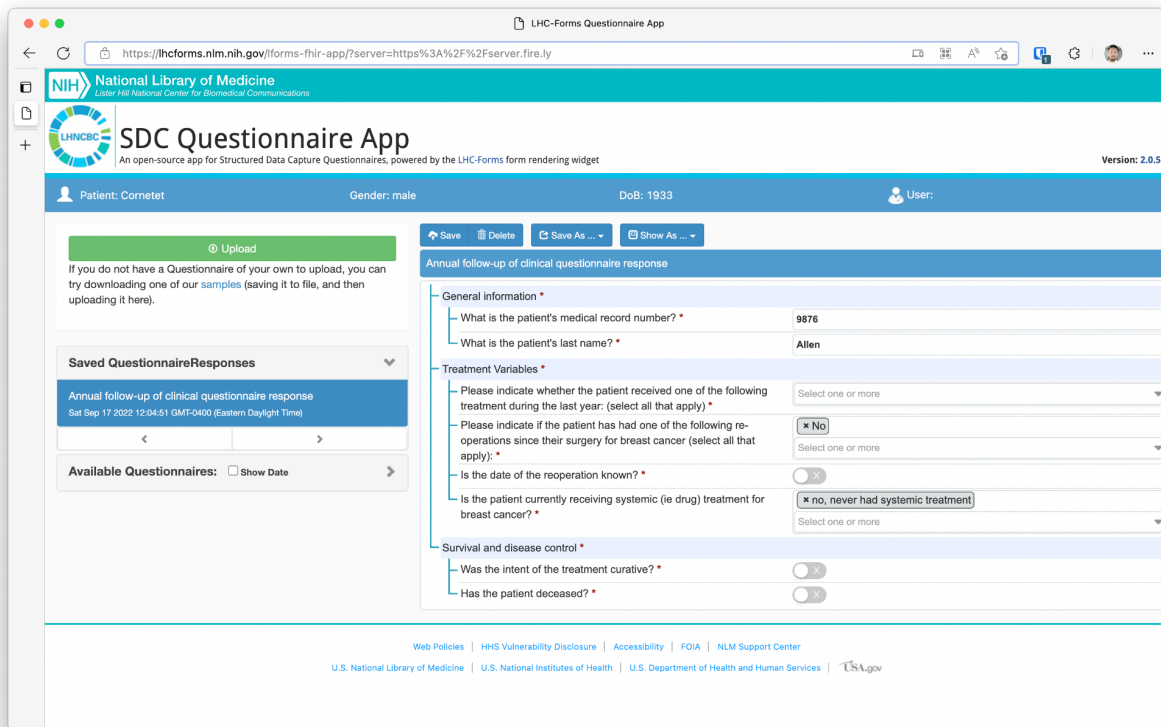 LHC-Forms Questionnaire App
https://lhcforms.nlm.nih.gov/lforms-fhir-app/?server=https%3A%2F%2Fserver.fire.ly
1
NIH
National Library of Medicine
Lister Hill National Center for Biomedical Communications
LHNCBC
SDC Questionnaire App
An open-source app for Structured Data Capture Questionnaires, powered by the LHC-Forms form rendering widget
Version: 2.0.5
Patient: Cornetet
Gender: male
DoB: 1933
User:
Upload
If you do not have a Questionnaire of your own to upload, you can
try downloading one of our samples (saving it to file, and then
uploading it here).
Saved QuestionnaireResponses
Annual follow-up of clinical questionnaire response
Sat Sep 17 2022 12:04:51 GMT-0400 (Eastern Daylight Time)
Available Questionnaires: Show Date
Save Delete Save As ... Show As ...
Annual follow-up of clinical questionnaire response
General information *
What is the patient's medical record number? *
9876
What is the patient's last name? *
Allen
Treatment Variables *
Please indicate whether the patient received one of the following
treatment during the last year: (select all that apply) *
Select one or more
Please indicate if the patient has had one of the following re-
operations since their surgery for breast cancer (select all that
apply): *
× No
Select one or more
Is the date of the reoperation known? *
Is the patient currently receiving systemic (ie drug) treatment for
breast cancer? *
× no, never had systemic treatment
Select one or more
Survival and disease control *
Was the intent of the treatment curative? *
Has the patient deceased? *
Web Policies | HHS Vulnerability Disclosure | Accessibility | FOIA | NLM Support Center
U.S. National Library of Medicine | U.S. National Institutes of Health | U.S. Department of Health and Human Services | USA.gov